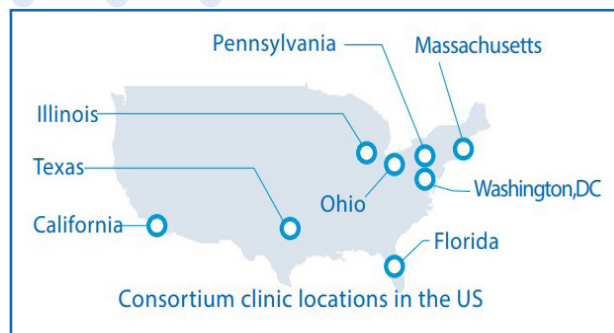 Pennsylvania
Massachusetts
Illinois
Texas
Ohio
Washington,DC
California
Florida
Consortium clinic locations in the US